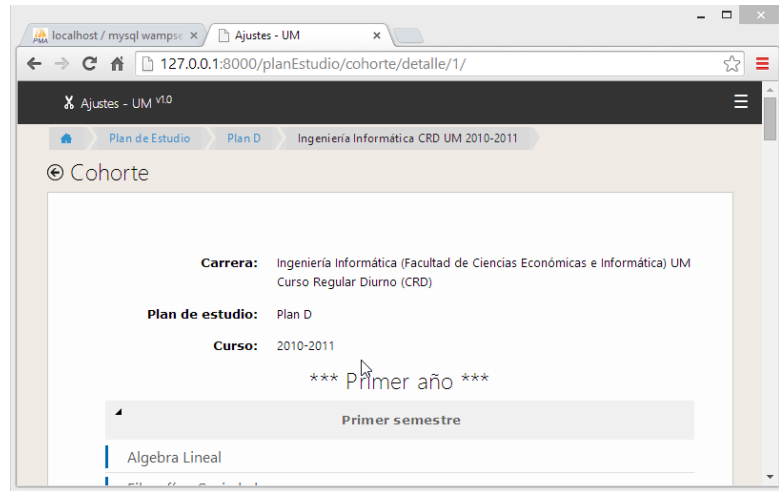 localhost / mysql wampse
Ajustes - UM
127.0.0.1:8000/planEstudio/cohorte/detalle/1/
Ajustes - UM v1.0
Plan de Estudio Plan D Ingeniería Informática CRD UM 2010-2011
Cohorte
Carrera: Ingeniería Informática (Facultad de Ciencias Económicas e Informática) UM
Curso Regular Diurno (CRD)
Plan de estudio: Plan D
Curso: 2010-2011
*** Primer año ***
Primer semestre
Algebra Lineal